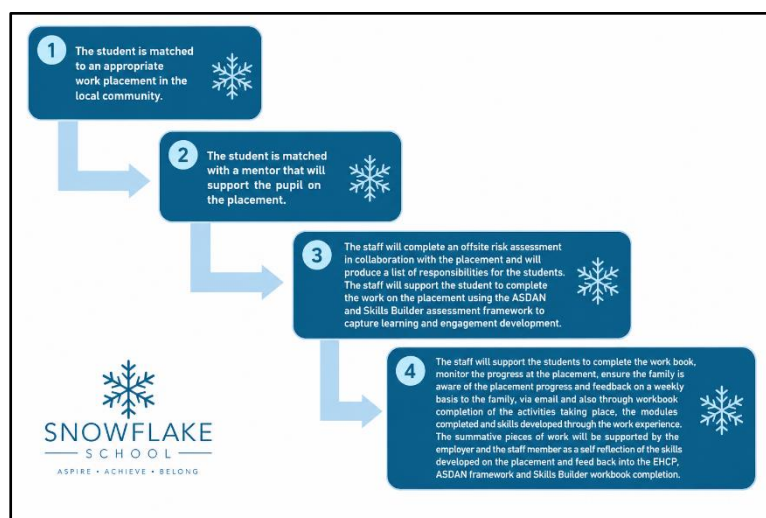 1
The student is matched
to an appropriate
work placement in the
local community.
2
The student is matched
with a mentor that will
support the pupil on
the placement.
3
The staff will complete an offsite risk assessment
in collaboration with the placement and will
produce a list of responsibilities for the students.
The staff will support the student to complete
the work on the placement using the ASDAN
and Skills Builder assessment framework to
capture learning and engagement development.
4
The staff will support the students to complete the work book,
monitor the progress at the placement, ensure the family is
aware of the placement progress and feedback on a weekly
basis to the family, via email and also through workbook
completion of the activities taking place, the modules
completed and skills developed through the work experience.
The summative pieces of work will be supported by the
employer and the staff member as a self reflection of the skills
developed on the placement and feed back into the EHCP,
ASDAN framework and Skills Builder workbook completion.
SNOWFLAKE
SCHOOL
ASPIRE • ACHIEVE • BELONG